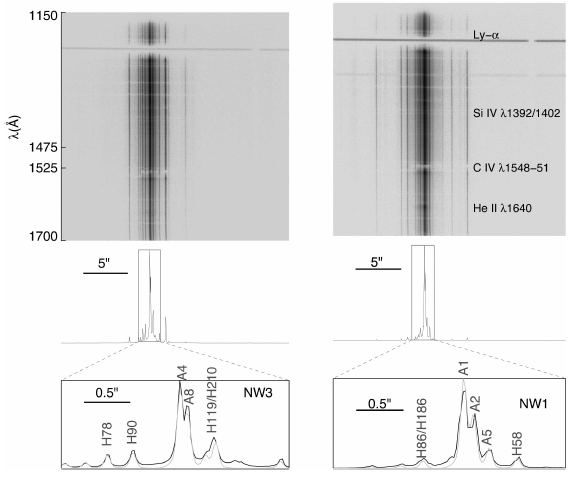 1150
Ly-α
λ(Å)
Si IV λ1392/1402
1475
1525
C IV λ1548-51
He II λ1640
1700
5"
5"
A4
A8
H119/H210
NW3
0.5"
H78
H90
A1
A2
NW1
0.5"
H86/H186
A5
H58